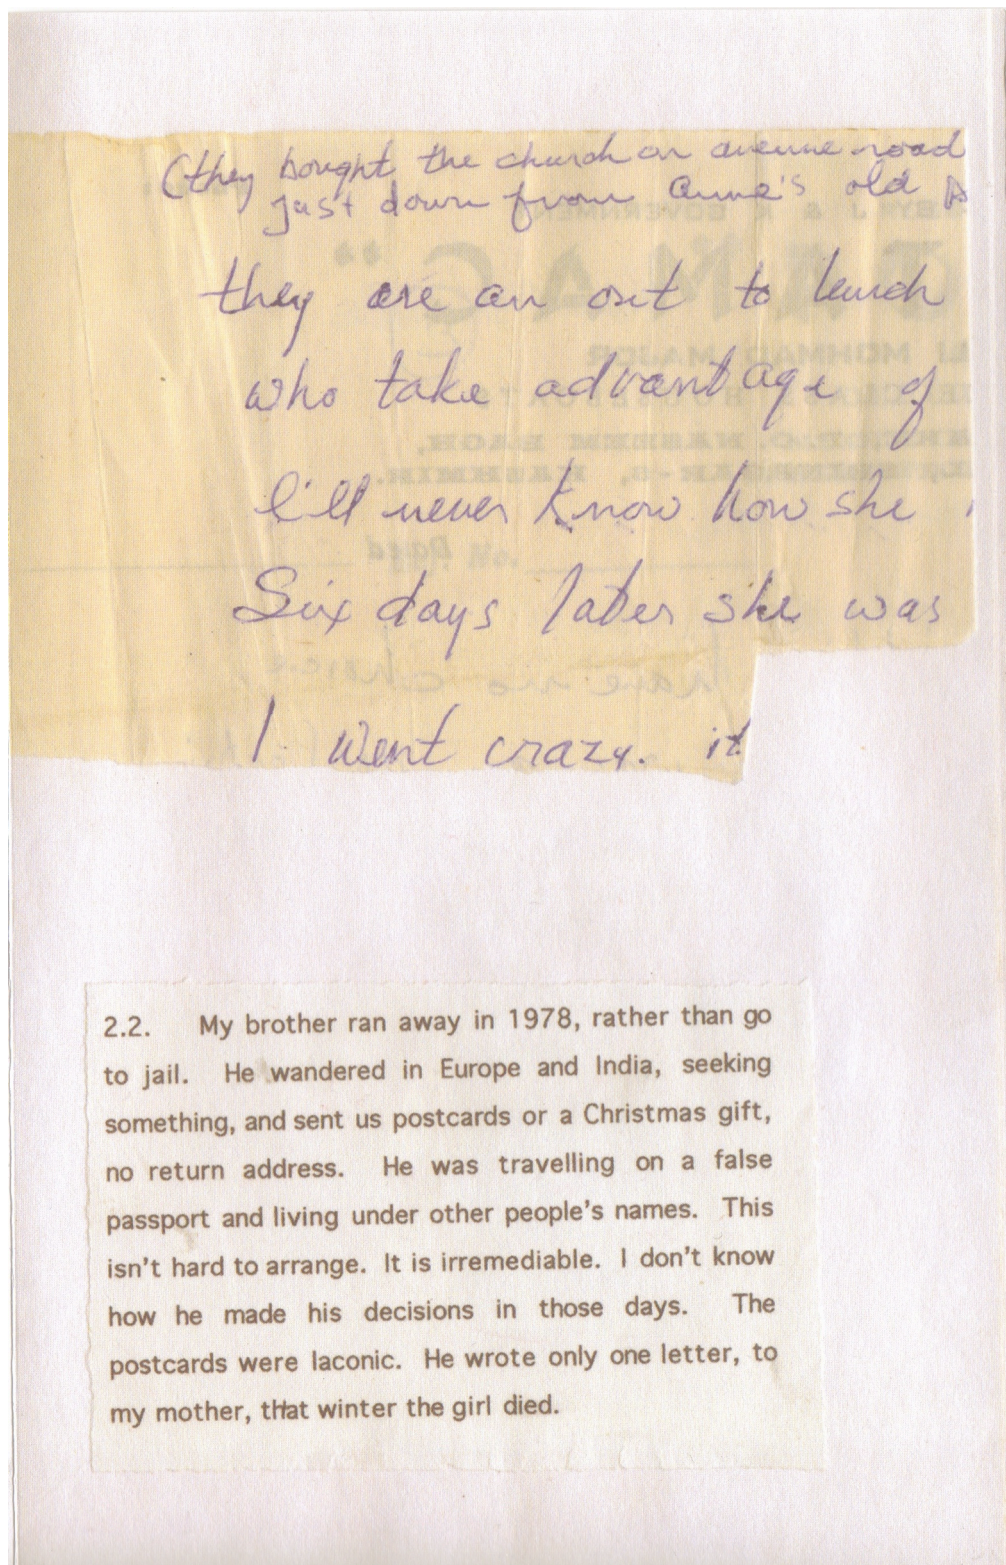 (they bought the church on avenue road
just down from anne's old
they are an out to lunch
who take advantage of
I'll never know how she
Six days later she was
I went crazy. it
2.2. My brother ran away in 1978, rather than go
to jail. He wandered in Europe and India, seeking
something, and sent us postcards or a Christmas gift,
no return address. He was travelling on a false
passport and living under other people's names. This
isn't hard to arrange. It is irremediable. I don't know
how he made his decisions in those days. The
postcards were laconic. He wrote only one letter, to
my mother, that winter the girl died.